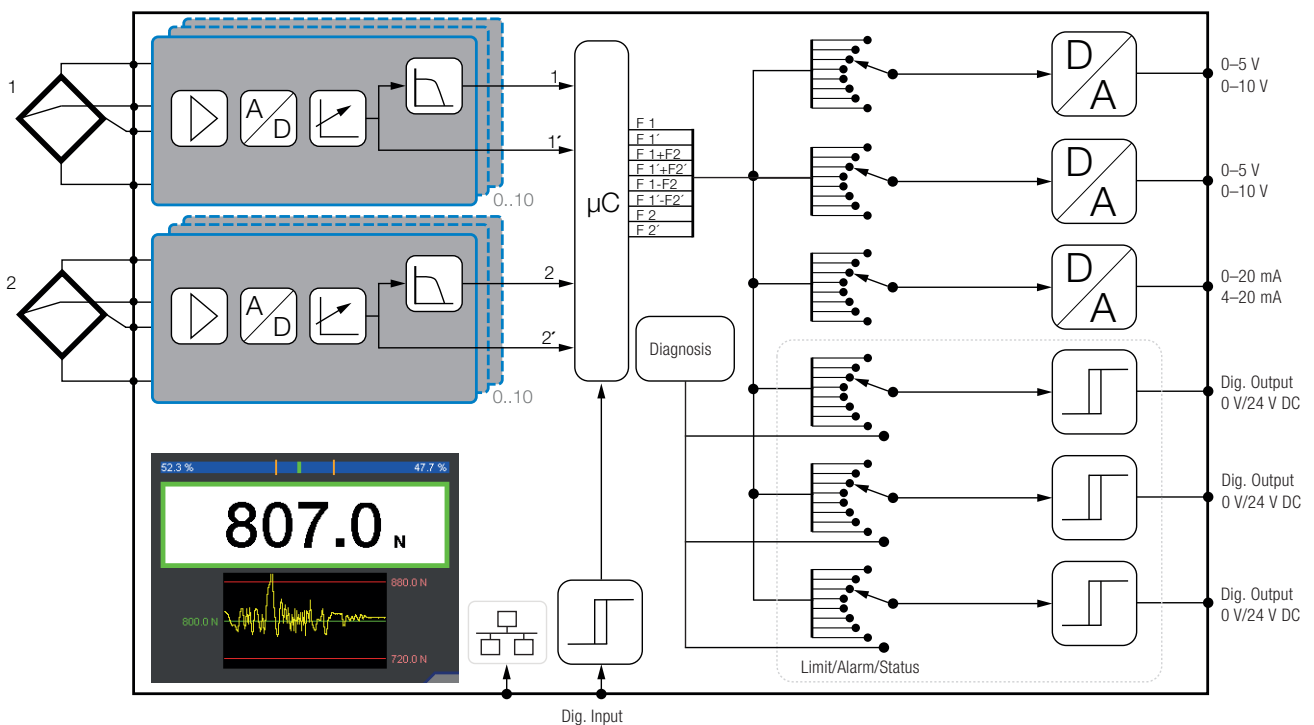 1
A
D
1
1´
0..10
2
A
D
2
2´
0..10
µC
F 1
F 1´
F 1+F2
F 1´+F2´
F 1-F2
F 1´-F2´
F 2
F 2´
Diagnosis
D
A
0–5 V
0–10 V
D
A
0–5 V
0–10 V
D
A
0–20 mA
4–20 mA
Dig. Output
0 V/24 V DC
Dig. Output
0 V/24 V DC
Dig. Output
0 V/24 V DC
Limit/Alarm/Status
52.3 %
47.7 %
807.0 N
880.0 N
800.0 N
720.0 N
Dig. Input